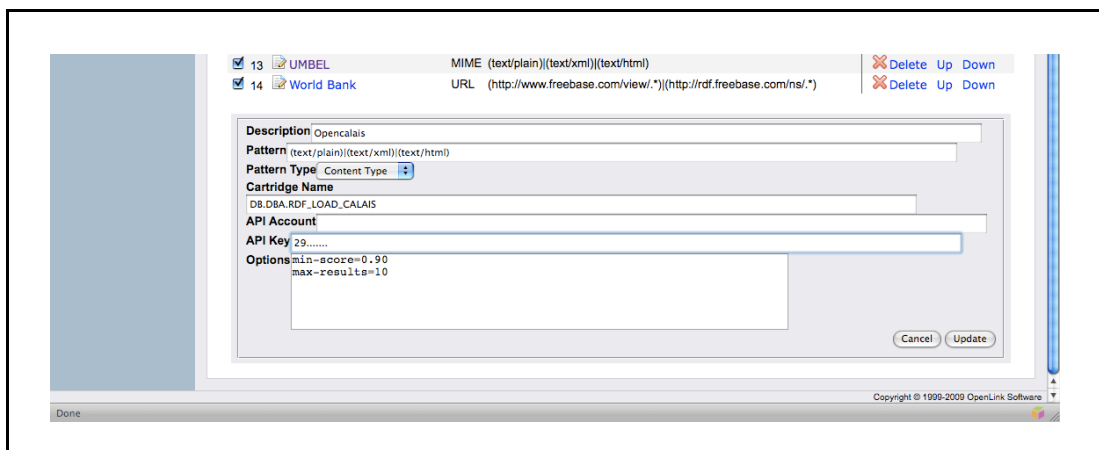 13 UMBEL MIME (text/plain)|(text/xml)|(text/html) Delete Up Down
14 World Bank URL (http://www.freebase.com/view/.*)|(http://rdf.freebase.com/ns/.*) Delete Up Down
Description Opencalais
Pattern (text/plain)|(text/xml)|(text/html)
Pattern Type Content Type
Cartridge Name
DB.DBA.RDF_LOAD_CALAIS
API Account
API Key 29.......
Options min-score=0.90
max-results=10
Cancel Update
Copyright © 1999-2009 OpenLink Software
Done